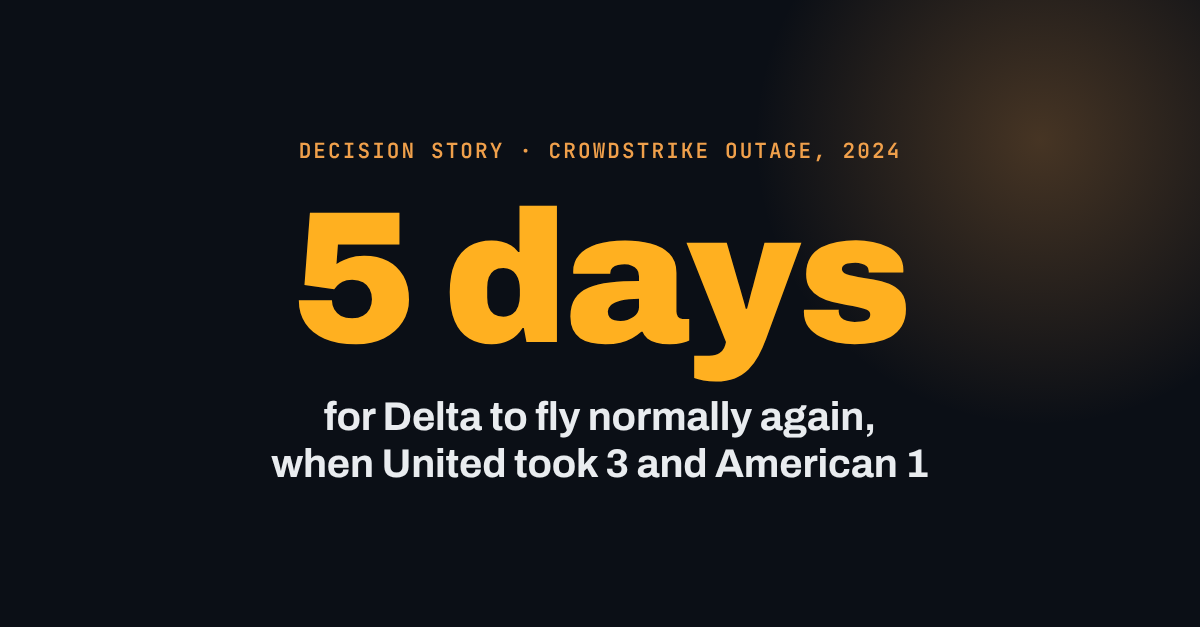 DECISION STORY · CROWDSTRIKE OUTAGE, 2024
5 days
for Delta to fly normally again,
when United took 3 and American 1